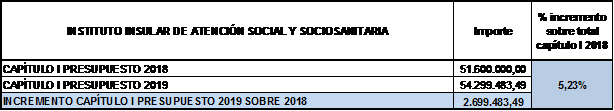 INSTITUTO INSULAR DE ATENCIÓN SOCIAL Y SOCIOSANITARIA
Importe
% incremento
sobre total
capítulo I 2018
CAPÍTULO I PRESUPUESTO 2018
51.600.000,00
CAPÍTULO I PRESUPUESTO 2019
54.299.483,49
5,23%
INCREMENTO CAPÍTULO I PRESUPUESTO 2019 SOBRE 2018
2.699.483,49